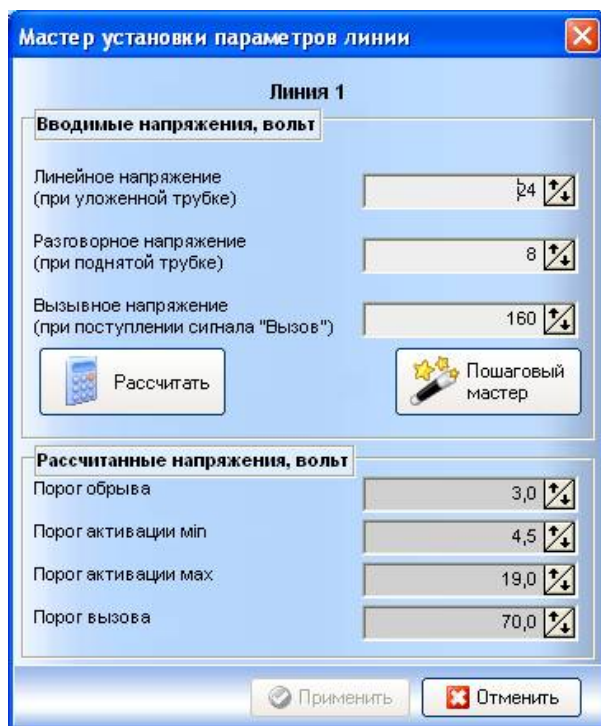 Мастер установки параметров линии
Линия 1
Вводимые напряжения, вольт
Линейное напряжение
(при уложенной трубке)
24
Разговорное напряжение
(при поднятой трубке)
8
Вызывное напряжение
(при поступлении сигнала "Вызов")
160
Рассчитать
Пошаговый
мастер
Рассчитанные напряжения, вольт
Порог обрыва
3,0
Порог активации min
4,5
Порог активации max
19,0
Порог вызова
70,0
Применить
Отменить